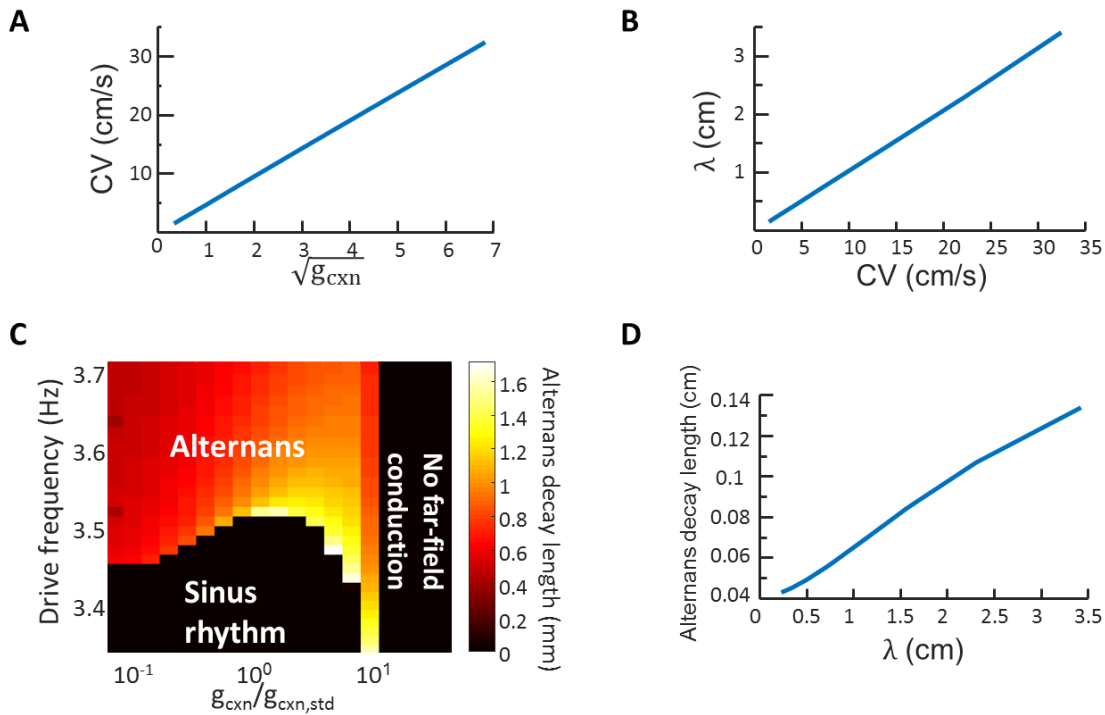 A
CV (cm/s)
30
20
10
0 1 2 3 4 5 6 7
√gcxn
B
λ (cm)
3
2
1
0 5 10 15 20 25 30 35
CV (cm/s)
C
Drive frequency (Hz)
3.7
3.6
3.5
3.4
Alternans
Sinus
rhythm
No far-field
conduction
10-1 100 101
gcxn/gcxn,std
1.6
1.4
1.2
1
0.8
0.6
0.4
0.2
0
Alternans decay length (mm)
D
Alternans decay length (cm)
0.14
0.12
0.1
0.08
0.06
0.04
0 0.5 1 1.5 2 2.5 3 3.5
λ (cm)